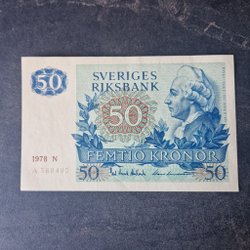 50
SVERIGES
RIKSBANK
50
1978 N
FEMTIO KRONOR
50
50